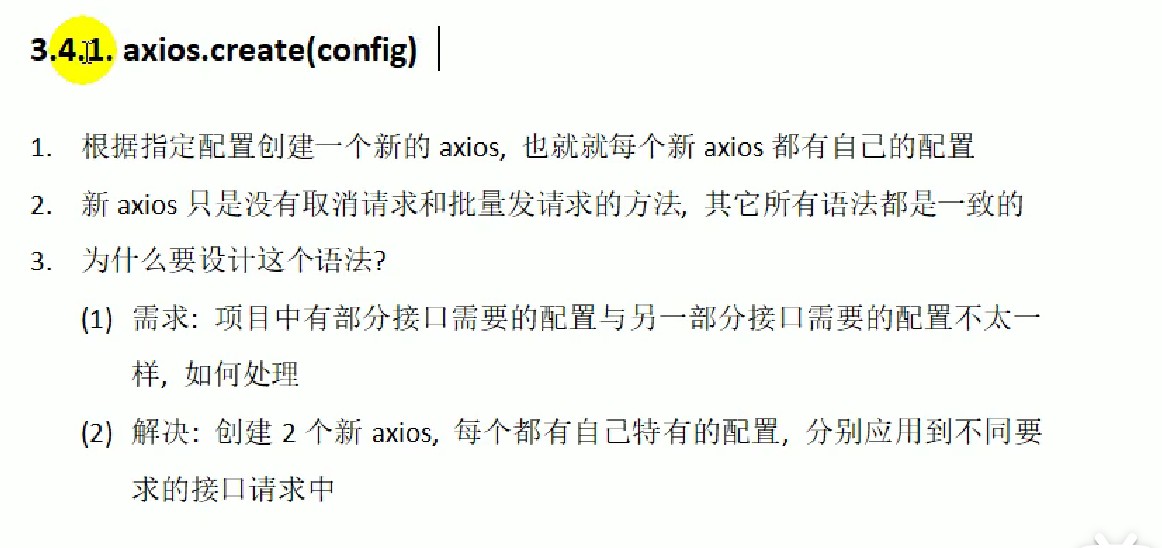 3.4.1. axios.create(config)
1. 根据指定配置创建一个新的 axios, 也就就每个新 axios 都有自己的配置
2. 新 axios 只是没有取消请求和批量发请求的方法, 其它所有语法都是一致的
3. 为什么要设计这个语法?
(1) 需求: 项目中有部分接口需要的配置与另一部分接口需要的配置不太一
样, 如何处理
(2) 解决: 创建 2 个新 axios, 每个都有自己特有的配置, 分别应用到不同要
求的接口请求中